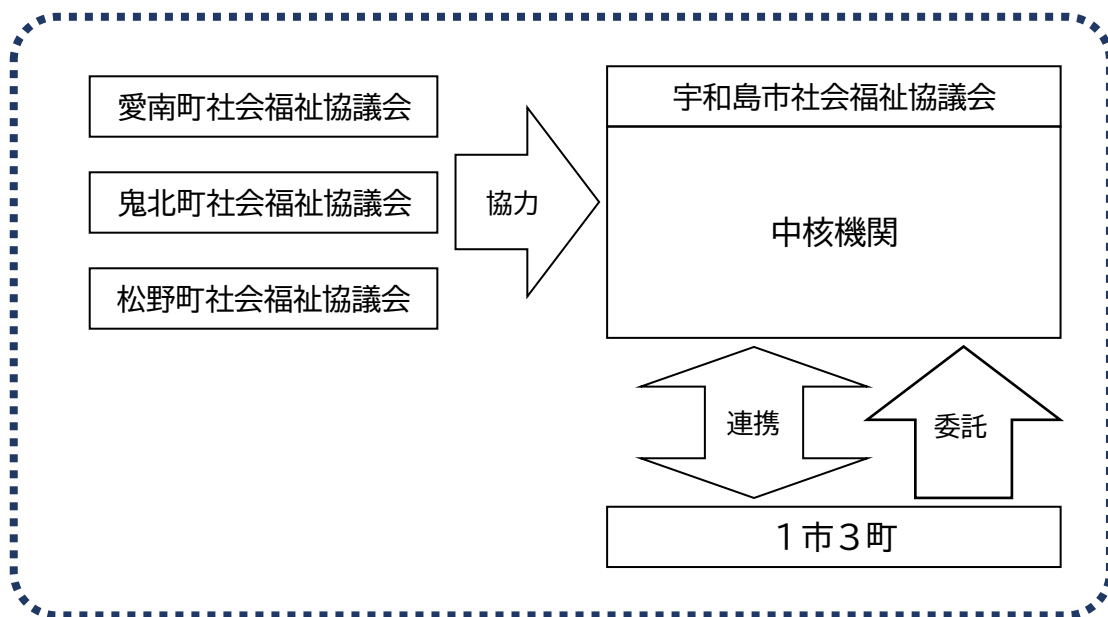 愛南町社会福祉協議会
鬼北町社会福祉協議会
松野町社会福祉協議会
協力
宇和島市社会福祉協議会
中核機関
連携
委託
１市３町